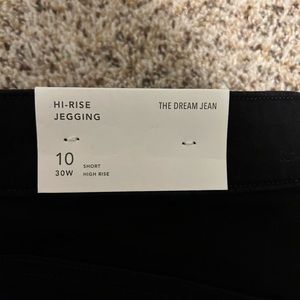 HI-RISE
JEGGING
THE DREAM JEAN
10
30W
SHORT
HIGH RISE